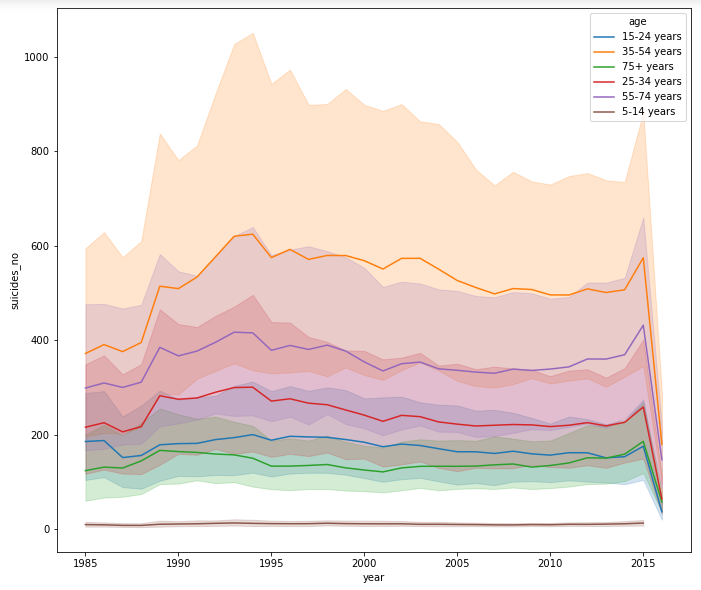 age
15-24 years
35-54 years
75+ years
25-34 years
55-74 years
5-14 years
1000
800
600
400
200
0
suicides_no
1985
1990
1995
2000
2005
2010
2015
year